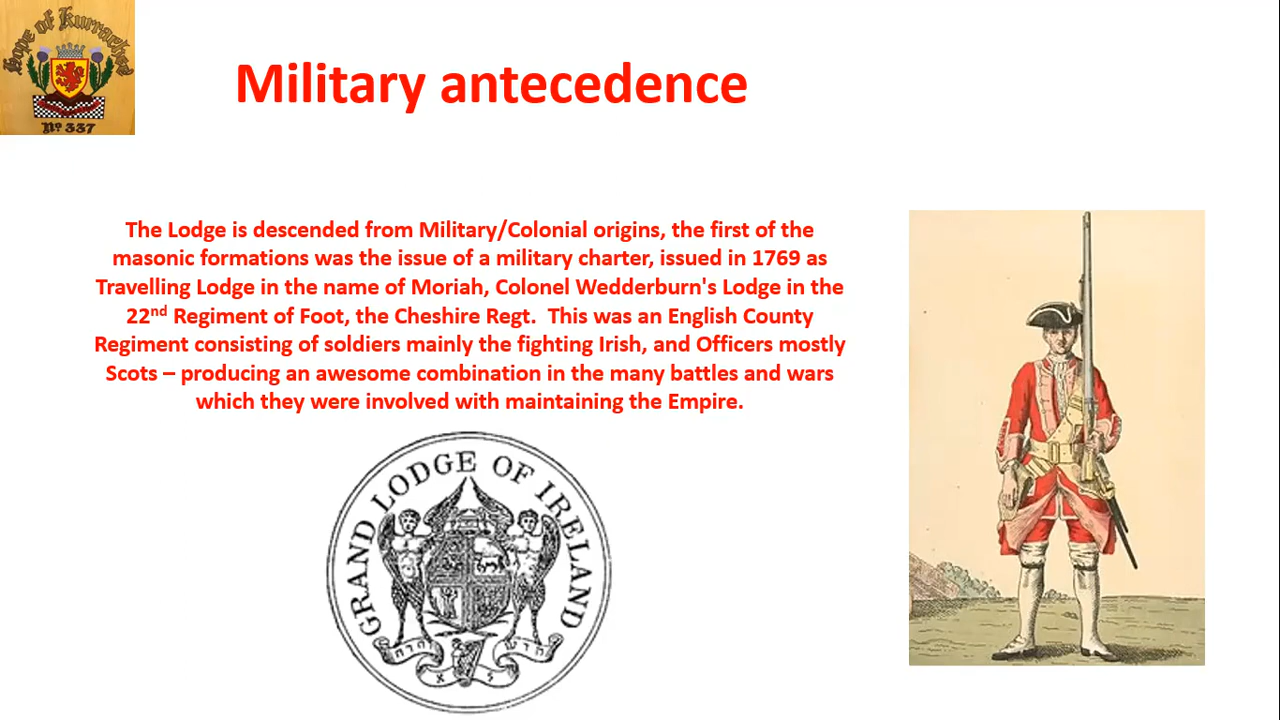 Hope of Kurrachee
Nº 337
Military antecedence
The Lodge is descended from Military/Colonial origins, the first of the
masonic formations was the issue of a military charter, issued in 1769 as
Travelling Lodge in the name of Moriah, Colonel Wedderburn's Lodge in the
22nd Regiment of Foot, the Cheshire Regt.  This was an English County
Regiment consisting of soldiers mainly the fighting Irish, and Officers mostly
Scots – producing an awesome combination in the many battles and wars
which they were involved with maintaining the Empire.
GRAND LODGE OF IRELAND